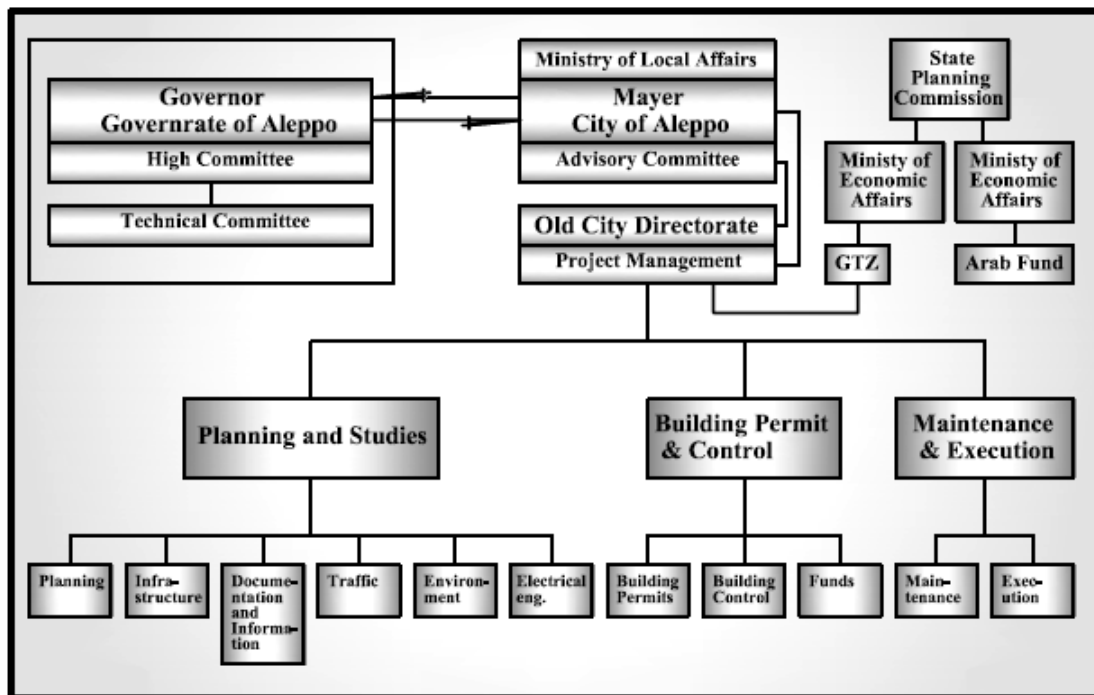 Governor
Governrate of Aleppo
High Committee
Technical Committee
Ministry of Local Affairs
Mayer
City of Aleppo
Advisory Committee
Old City Directorate
Project Management
State
Planning
Commission
Ministy of
Economic
Affairs
Ministry of
Economic
Affairs
GTZ
Arab Fund
Planning and Studies
Building Permit
& Control
Maintenance
& Execution
Planning
Infra-
structure
Docume-
ntation
and
Informa-
tion
Traffic
Environ-
ment
Electrical
eng.
Building
Permits
Building
Control
Funds
Main-
tenance
Exec-
ution